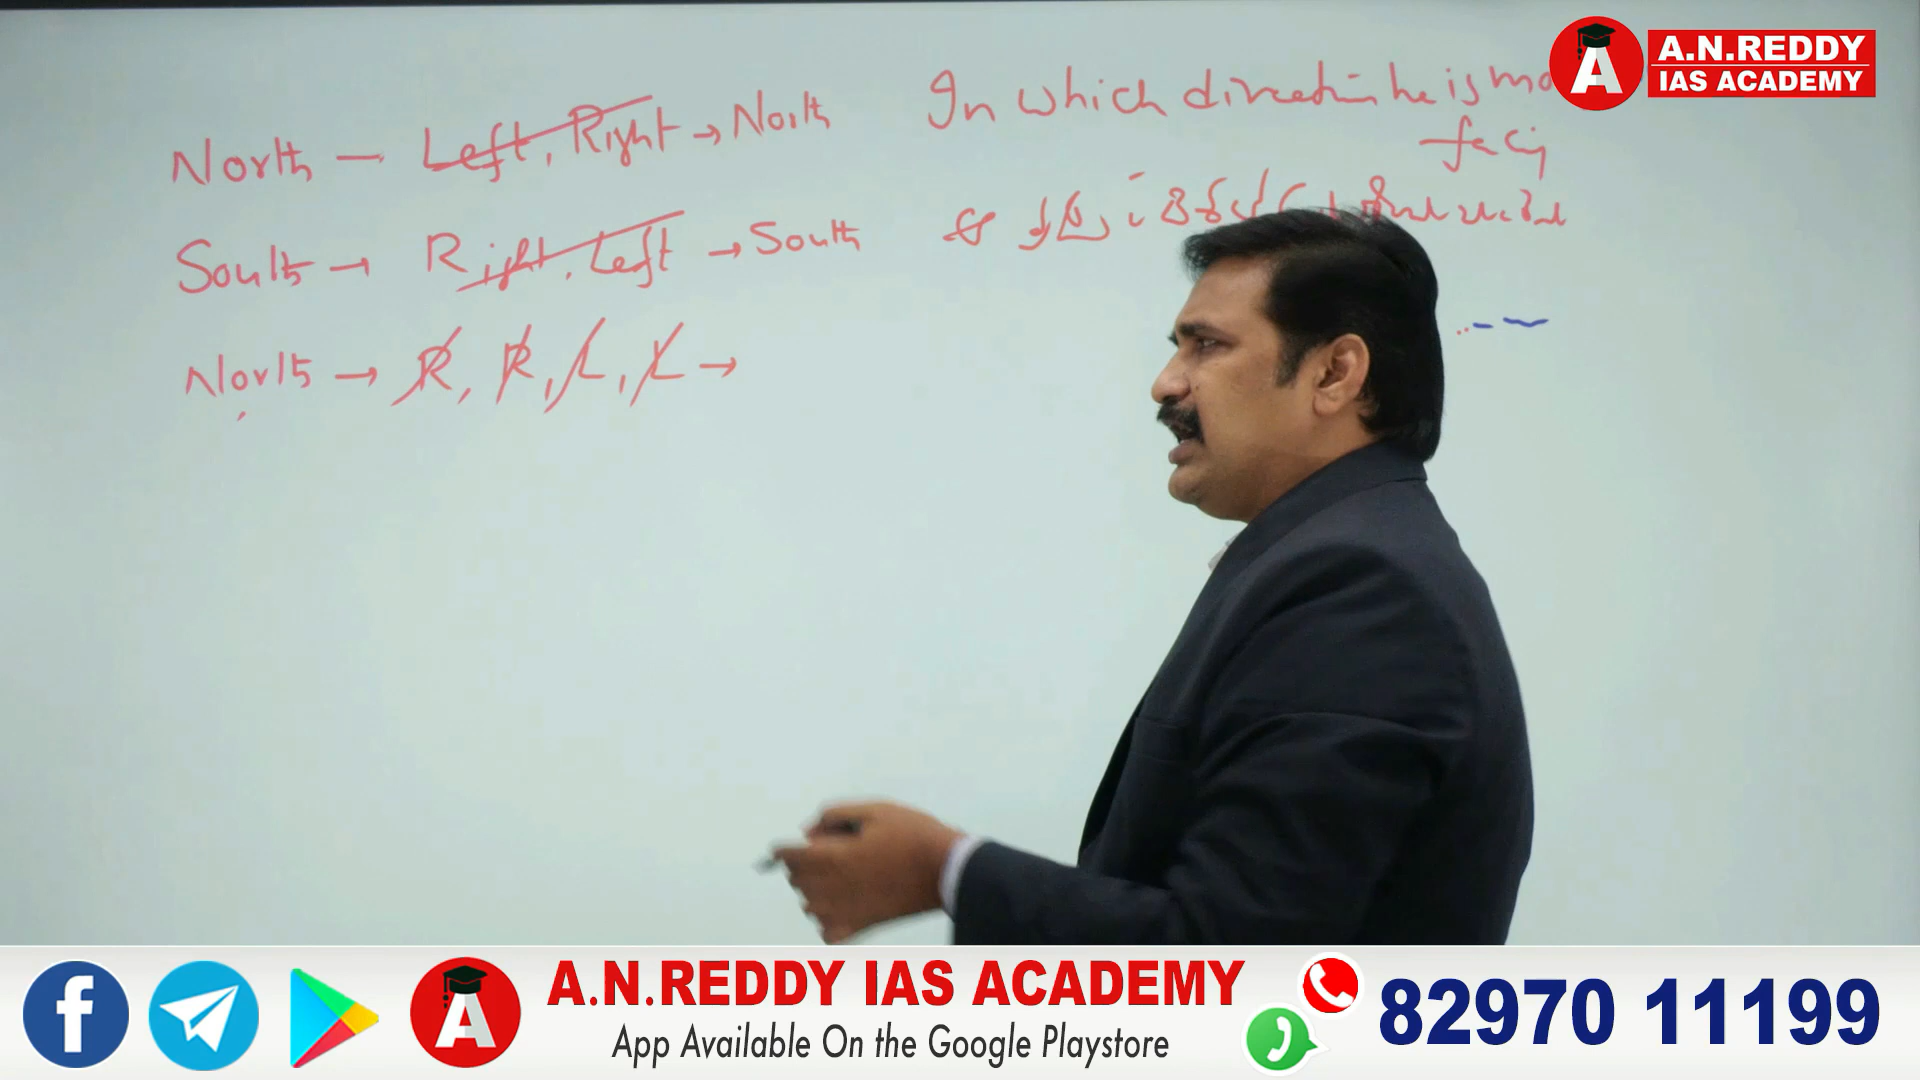 North — Left, Right → North
In which direction he is mo
facing
South → Right, Left → South
North → R, R, L, L →
A
A.N.REDDY
IAS ACADEMY
f
A
A.N.REDDY IAS ACADEMY
App Available On the Google Playstore
82970 11199